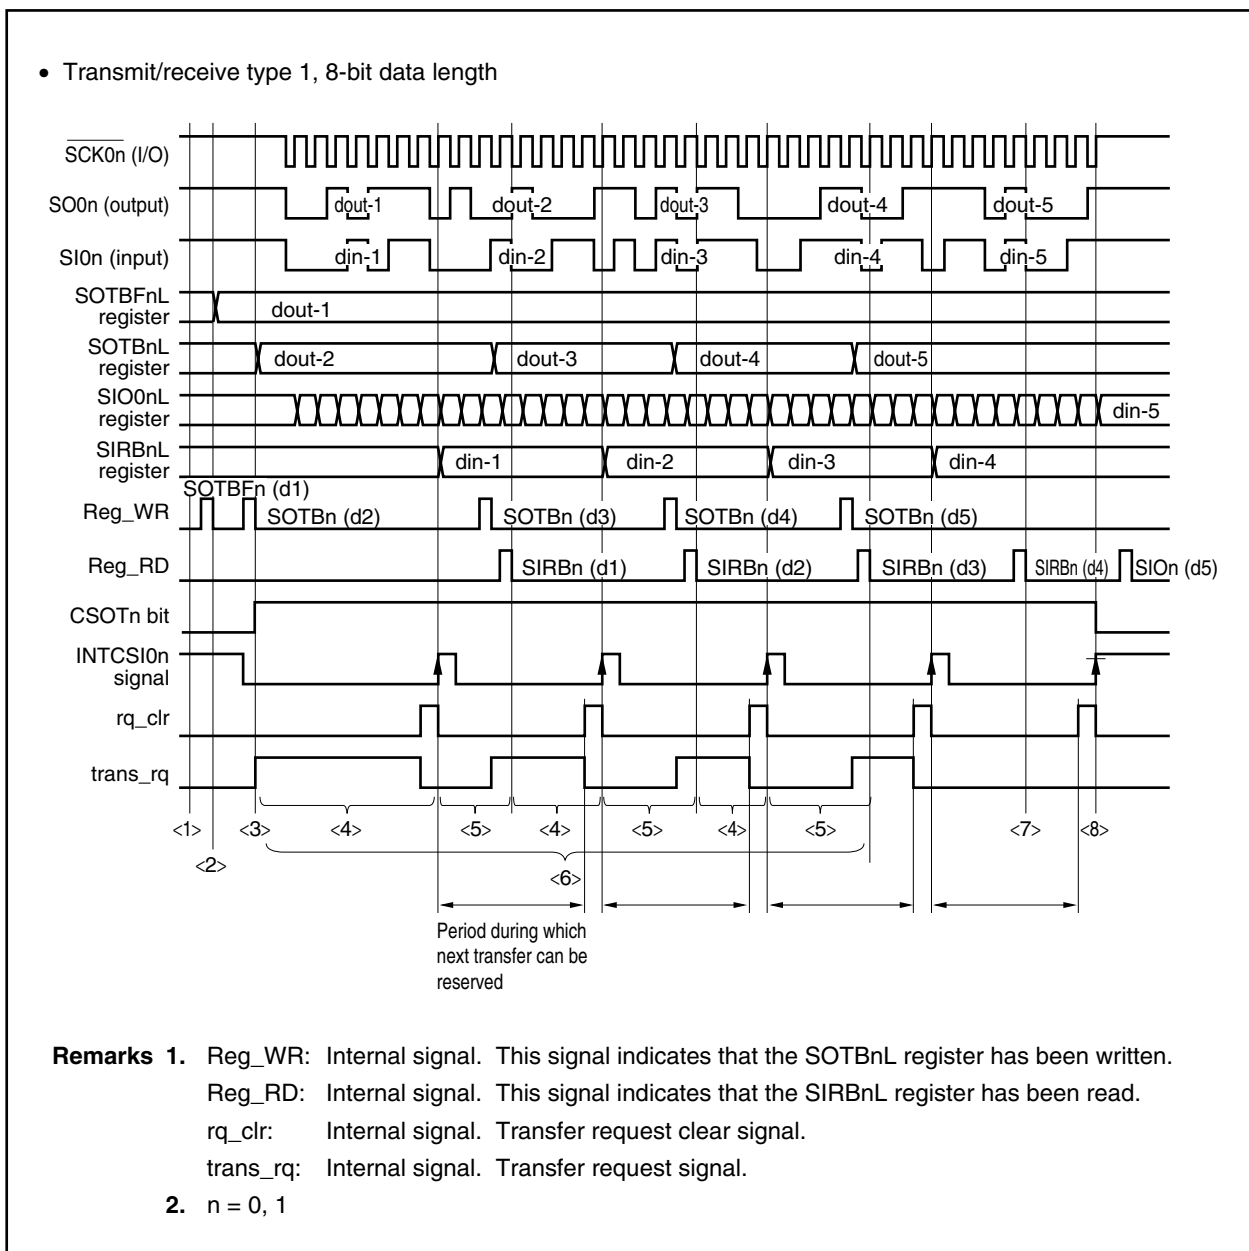 • Transmit/receive type 1, 8-bit data length
SCK0n (I/O)
SO0n (output) dout-1 dout-2 dout-3 dout-4 dout-5
SI0n (input) din-1 din-2 din-3 din-4 din-5
SOTBFnL
register dout-1
SOTBnL
register dout-2 dout-3 dout-4 dout-5
SIO0nL
register din-5
SIRBnL
register din-1 din-2 din-3 din-4
SOTBFn (d1)
Reg_WR SOTBn (d2) SOTBn (d3) SOTBn (d4) SOTBn (d5)
Reg_RD SIRBn (d1) SIRBn (d2) SIRBn (d3) SIRBn (d4) SIOn (d5)
CSOTn bit
INTCSI0n
signal
rq_clr
trans_rq
<1> <3> <4> <5> <4> <5> <4> <5> <7> <8>
<2>
<6>
Period during which
next transfer can be
reserved
Remarks 1. Reg_WR: Internal signal. This signal indicates that the SOTBnL register has been written.
Reg_RD: Internal signal. This signal indicates that the SIRBnL register has been read.
rq_clr: Internal signal. Transfer request clear signal.
trans_rq: Internal signal. Transfer request signal.
2. n = 0, 1